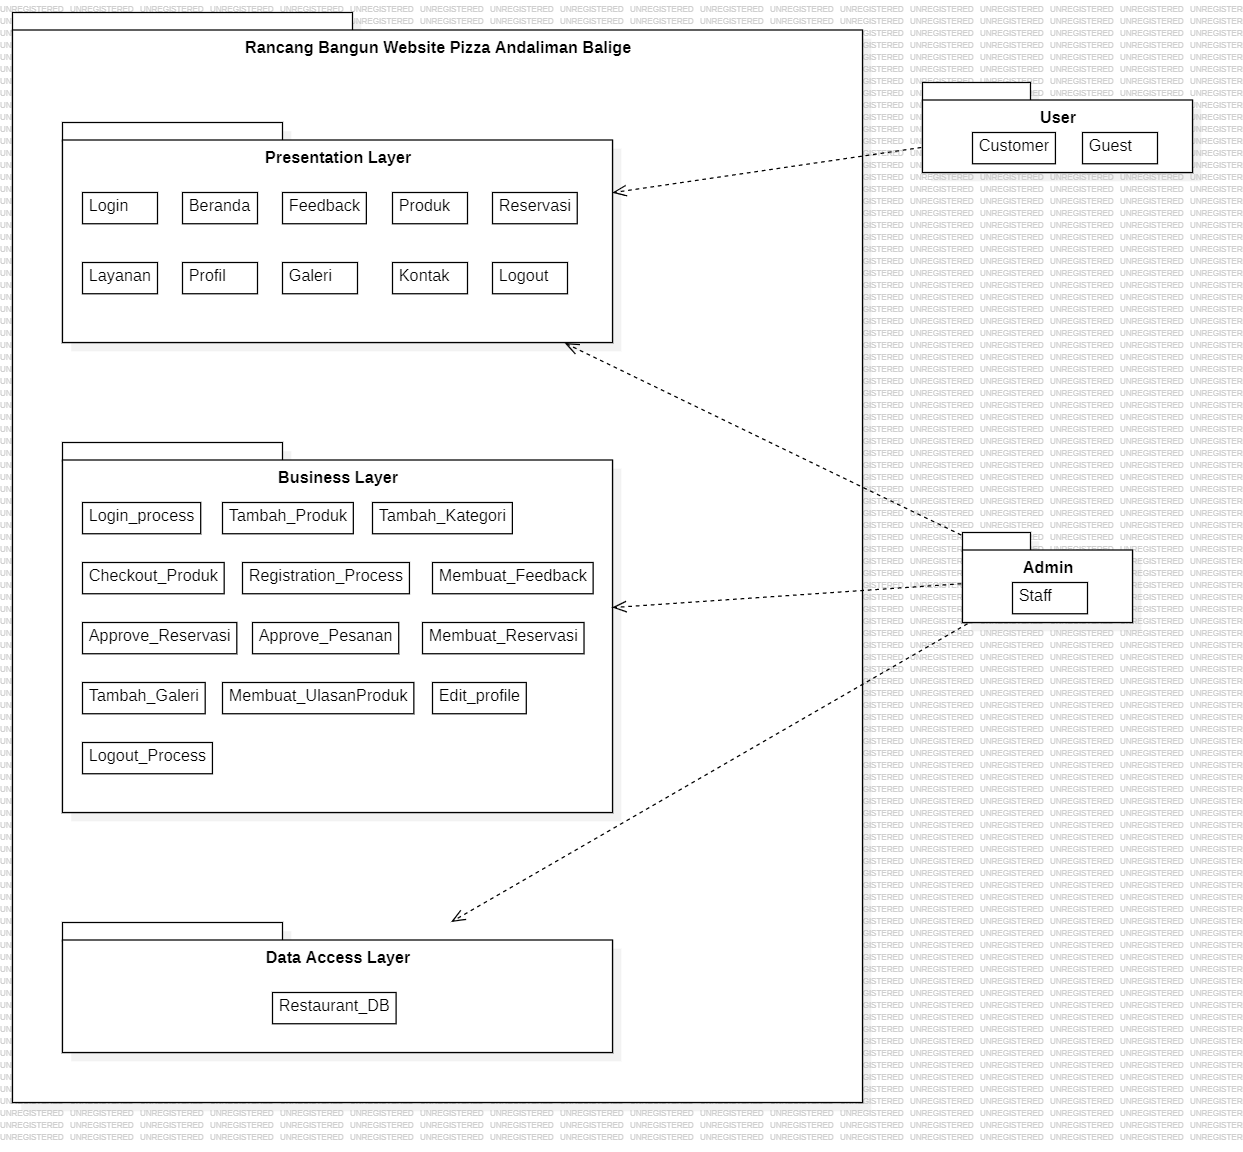 Rancang Bangun Website Pizza Andaliman Balige
User
Customer Guest
Presentation Layer
Login Beranda Feedback Produk Reservasi
Layanan Profil Galeri Kontak Logout
Business Layer
Login_process Tambah_Produk Tambah_Kategori
Checkout_Produk Registration_Process Membuat_Feedback
Approve_Reservasi Approve_Pesanan Membuat_Reservasi
Tambah_Galeri Membuat_UlasanProduk Edit_profile
Logout_Process
Admin
Staff
Data Access Layer
Restaurant_DB
UNREGISTERED